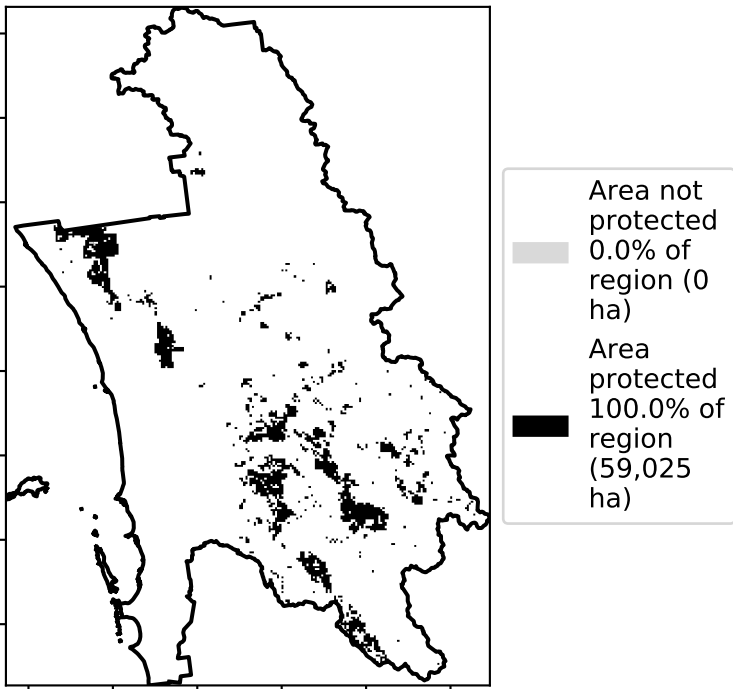 Area not
protected
0.0% of
region (0
ha)
Area
protected
100.0% of
region
(59,025
ha)